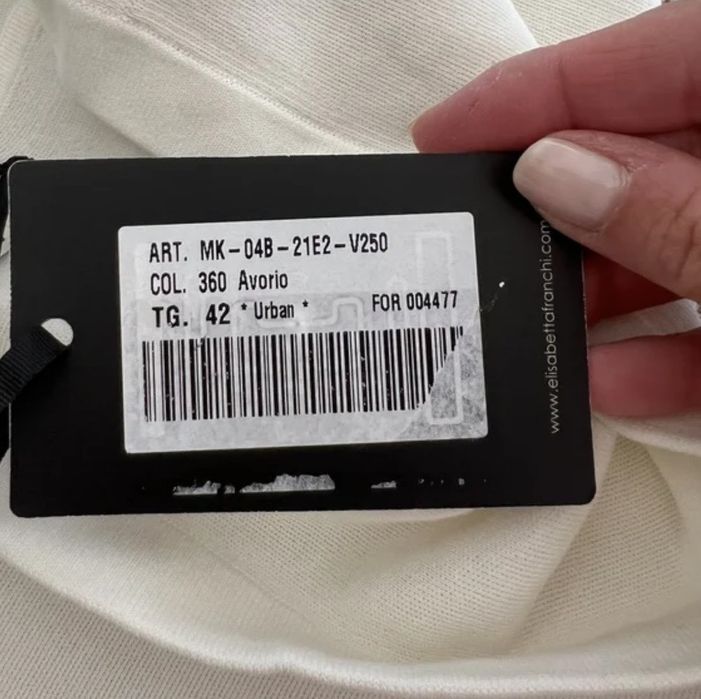 ART. MK-04B-21E2-V250
COL. 360 Avorio
TG. 42 * Urban * FOR 004477
www.elisabettafranchi.com